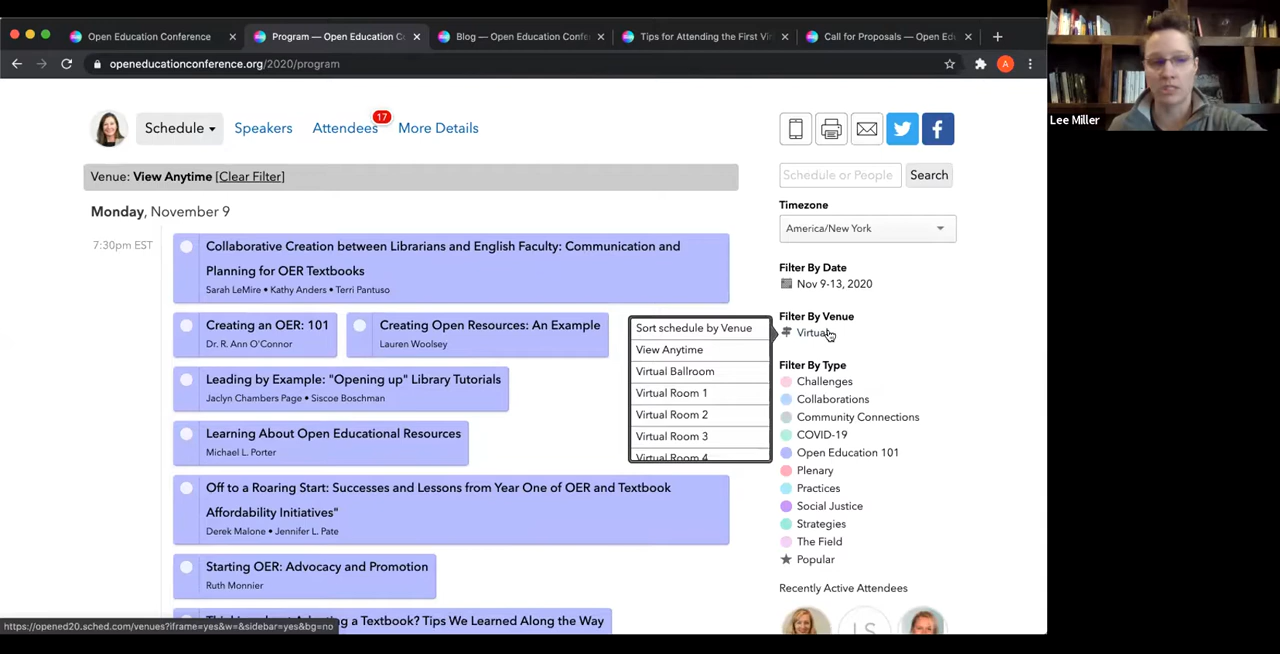 Open Education Conference
Program — Open Education C
Blog — Open Education Confe
Tips for Attending the First Vi
Call for Proposals — Open Ed
openeducationconference.org/2020/program
A
Lee Miller
Schedule
Speakers
Attendees
17
More Details
Venue: View Anytime [Clear Filter]
Schedule or People
Search
Monday, November 9
Timezone
America/New York
7:30pm EST
Collaborative Creation between Librarians and English Faculty: Communication and
Planning for OER Textbooks
Sarah LeMire • Kathy Anders • Terri Pantuso
Creating an OER: 101
Dr. R. Ann O'Connor
Creating Open Resources: An Example
Lauren Woolsey
Leading by Example: "Opening up" Library Tutorials
Jaclyn Chambers Page • Siscoe Boschman
Learning About Open Educational Resources
Michael L. Porter
Off to a Roaring Start: Successes and Lessons from Year One of OER and Textbook
Affordability Initiatives"
Derek Malone • Jennifer L. Pate
Starting OER: Advocacy and Promotion
Ruth Monnier
a Textbook? Tips We Learned Along the Way
Sort schedule by Venue
View Anytime
Virtual Ballroom
Virtual Room 1
Virtual Room 2
Virtual Room 3
Virtual Room 4
Filter By Date
Nov 9-13, 2020
Filter By Venue
Virtual
Filter By Type
Challenges
Collaborations
Community Connections
COVID-19
Open Education 101
Plenary
Practices
Social Justice
Strategies
The Field
Popular
Recently Active Attendees
LS
https://opened20.sched.com/venues?iframe=yes&w=&sidebar=yes&bg=no